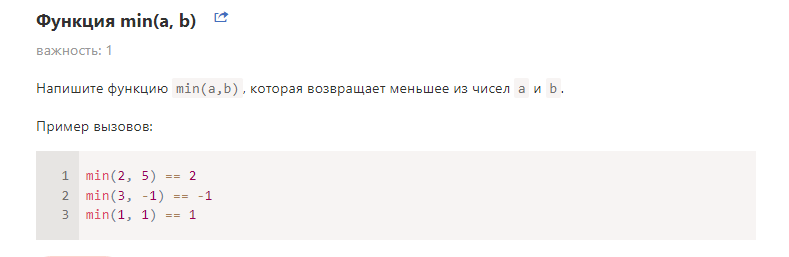 Функция min(a, b)
важность: 1
Напишите функцию min(a,b), которая возвращает меньшее из чисел a и b.
Пример вызовов:
1 min(2, 5) == 2
2 min(3, -1) == -1
3 min(1, 1) == 1